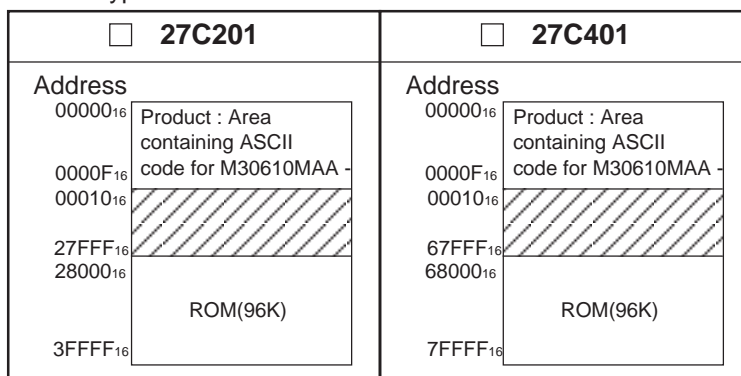 ☐ 27C201
Address
00000₁₆
Product : Area
containing ASCII
code for M30610MAA -
0000F₁₆
00010₁₆
27FFF₁₆
28000₁₆
ROM(96K)
3FFFF₁₆
☐ 27C401
Address
00000₁₆
Product : Area
containing ASCII
code for M30610MAA -
0000F₁₆
00010₁₆
67FFF₁₆
68000₁₆
ROM(96K)
7FFFF₁₆